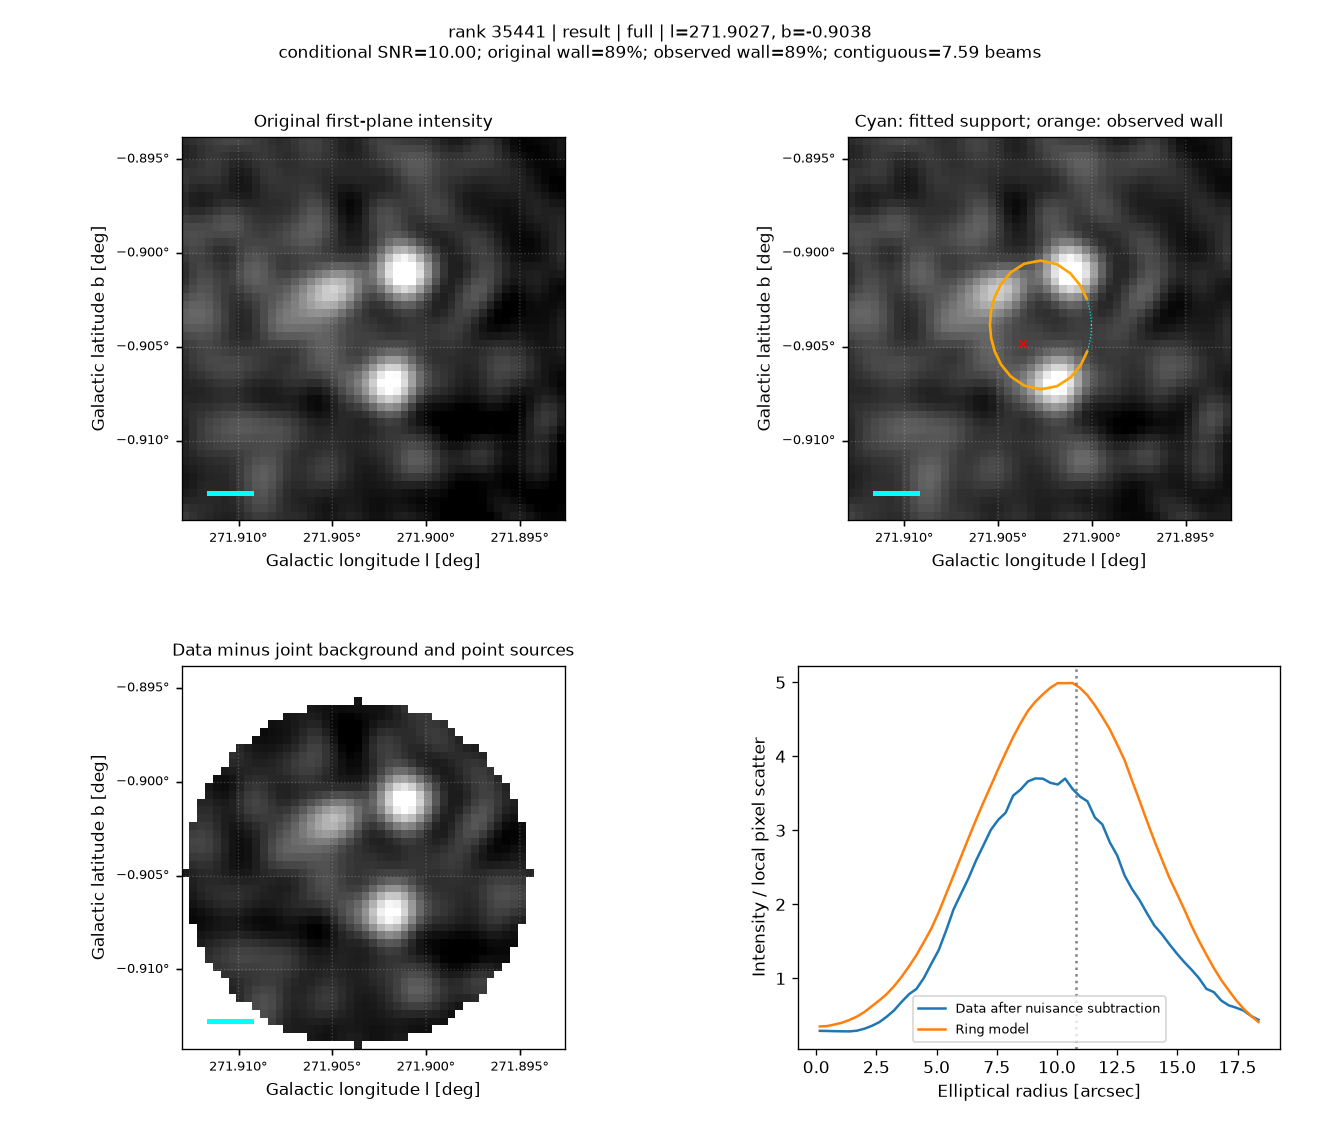 rank 35441 | result | full | l=271.9027, b=-0.9038
conditional SNR=10.00; original wall=89%; observed wall=89%; contiguous=7.59 beams
Original first-plane intensity
−0.895°
−0.900°
−0.905°
−0.910°
Galactic latitude b [deg]
271.910°
271.905°
271.900°
271.895°
Galactic longitude l [deg]
Cyan: fitted support; orange: observed wall
−0.895°
−0.900°
−0.905°
−0.910°
Galactic latitude b [deg]
271.910°
271.905°
271.900°
271.895°
Galactic longitude l [deg]
Data minus joint background and point sources
−0.895°
−0.900°
−0.905°
−0.910°
Galactic latitude b [deg]
271.910°
271.905°
271.900°
271.895°
Galactic longitude l [deg]
5
4
3
2
1
Intensity / local pixel scatter
Data after nuisance subtraction
Ring model
0.0
2.5
5.0
7.5
10.0
12.5
15.0
17.5
Elliptical radius [arcsec]